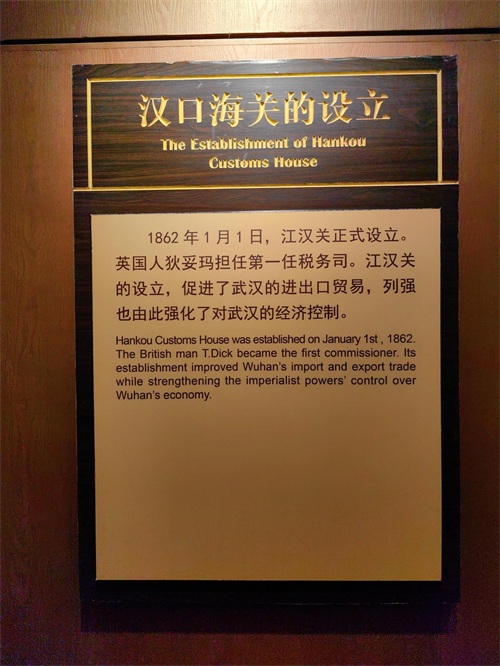 汉口海关的设立
The Establishment of Hankou
Customs House
1862年1月1日，江汉关正式设立。
英国人狄妥玛担任第一任税务司。江汉关
的设立，促进了武汉的进出口贸易，列强
也由此强化了对武汉的经济控制。
Hankou Customs House was established on January 1st , 1862.
The British man T.Dick became the first commissioner. Its
establishment improved Wuhan's import and export trade
while strengthening the imperialist powers' control over
Wuhan's economy.